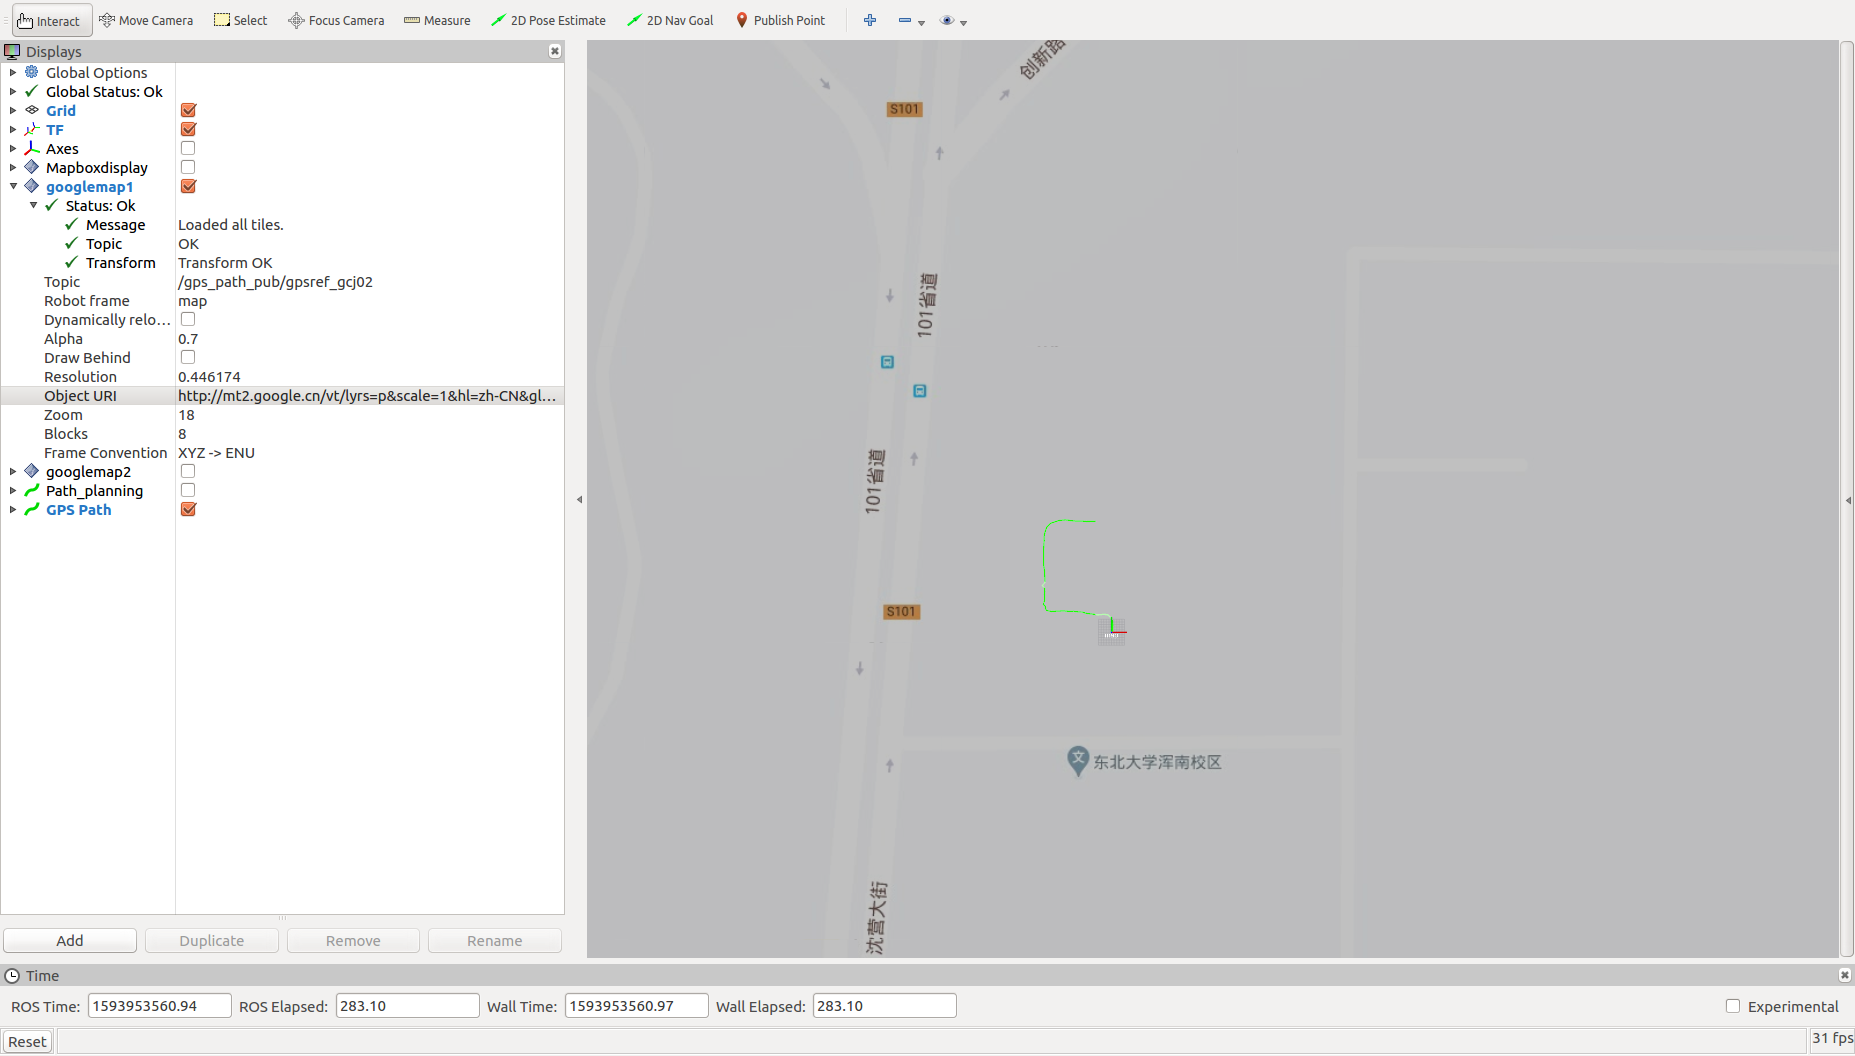 Interact Move Camera Select Focus Camera Measure 2D Pose Estimate 2D Nav Goal Publish Point
Displays
Global Options
Global Status: Ok
Grid
TF
Axes
Mapboxdisplay
googlemap1
Status: Ok
Message Loaded all tiles.
Topic OK
Transform Transform OK
Topic /gps_path_pub/gpsref_gcj02
Robot frame map
Dynamically relo...
Alpha 0.7
Draw Behind
Resolution 0.446174
Object URI http://mt2.google.cn/vt/lyrs=p&scale=1&hl=zh-CN&gl...
Zoom 18
Blocks 8
Frame Convention XYZ -> ENU
googlemap2
Path_planning
GPS Path
Add Duplicate Remove Rename
创新路
S101
101省道
101省道
S101
文
东北大学浑南校区
沈营大街
Time
ROS Time: 1593953560.94 ROS Elapsed: 283.10 Wall Time: 1593953560.97 Wall Elapsed: 283.10 Experimental
Reset 31 fps